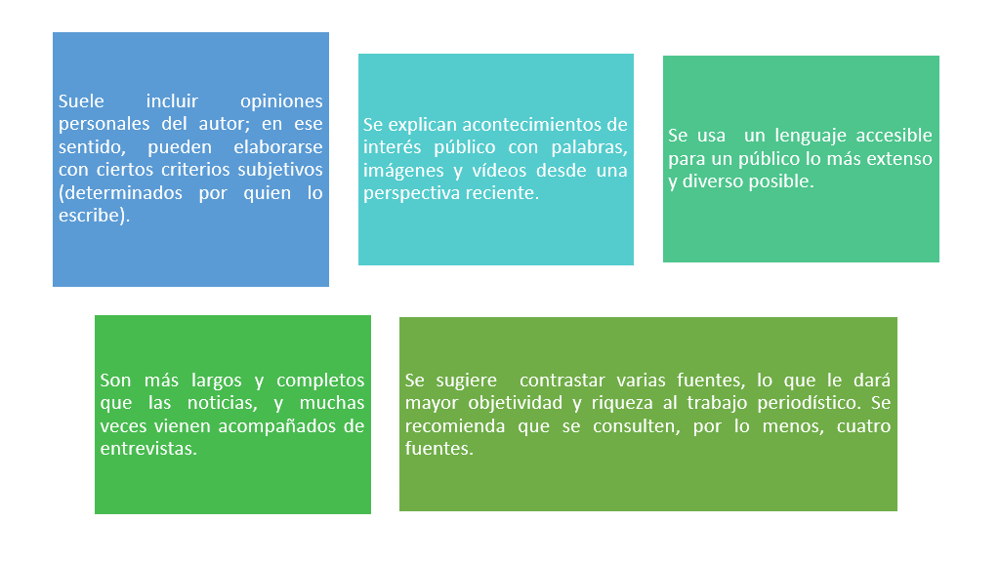 Suele incluir opiniones
personales del autor; en ese
sentido, pueden elaborarse
con ciertos criterios subjetivos
(determinados por quien lo
escribe).
Se explican acontecimientos de
interés público con palabras,
imágenes y vídeos desde una
perspectiva reciente.
Se usa un lenguaje accesible
para un público lo más extenso
y diverso posible.
Son más largos y completos
que las noticias, y muchas
veces vienen acompañados de
entrevistas.
Se sugiere contrastar varias fuentes, lo que le dará
mayor objetividad y riqueza al trabajo periodístico. Se
recomienda que se consulten, por lo menos, cuatro
fuentes.